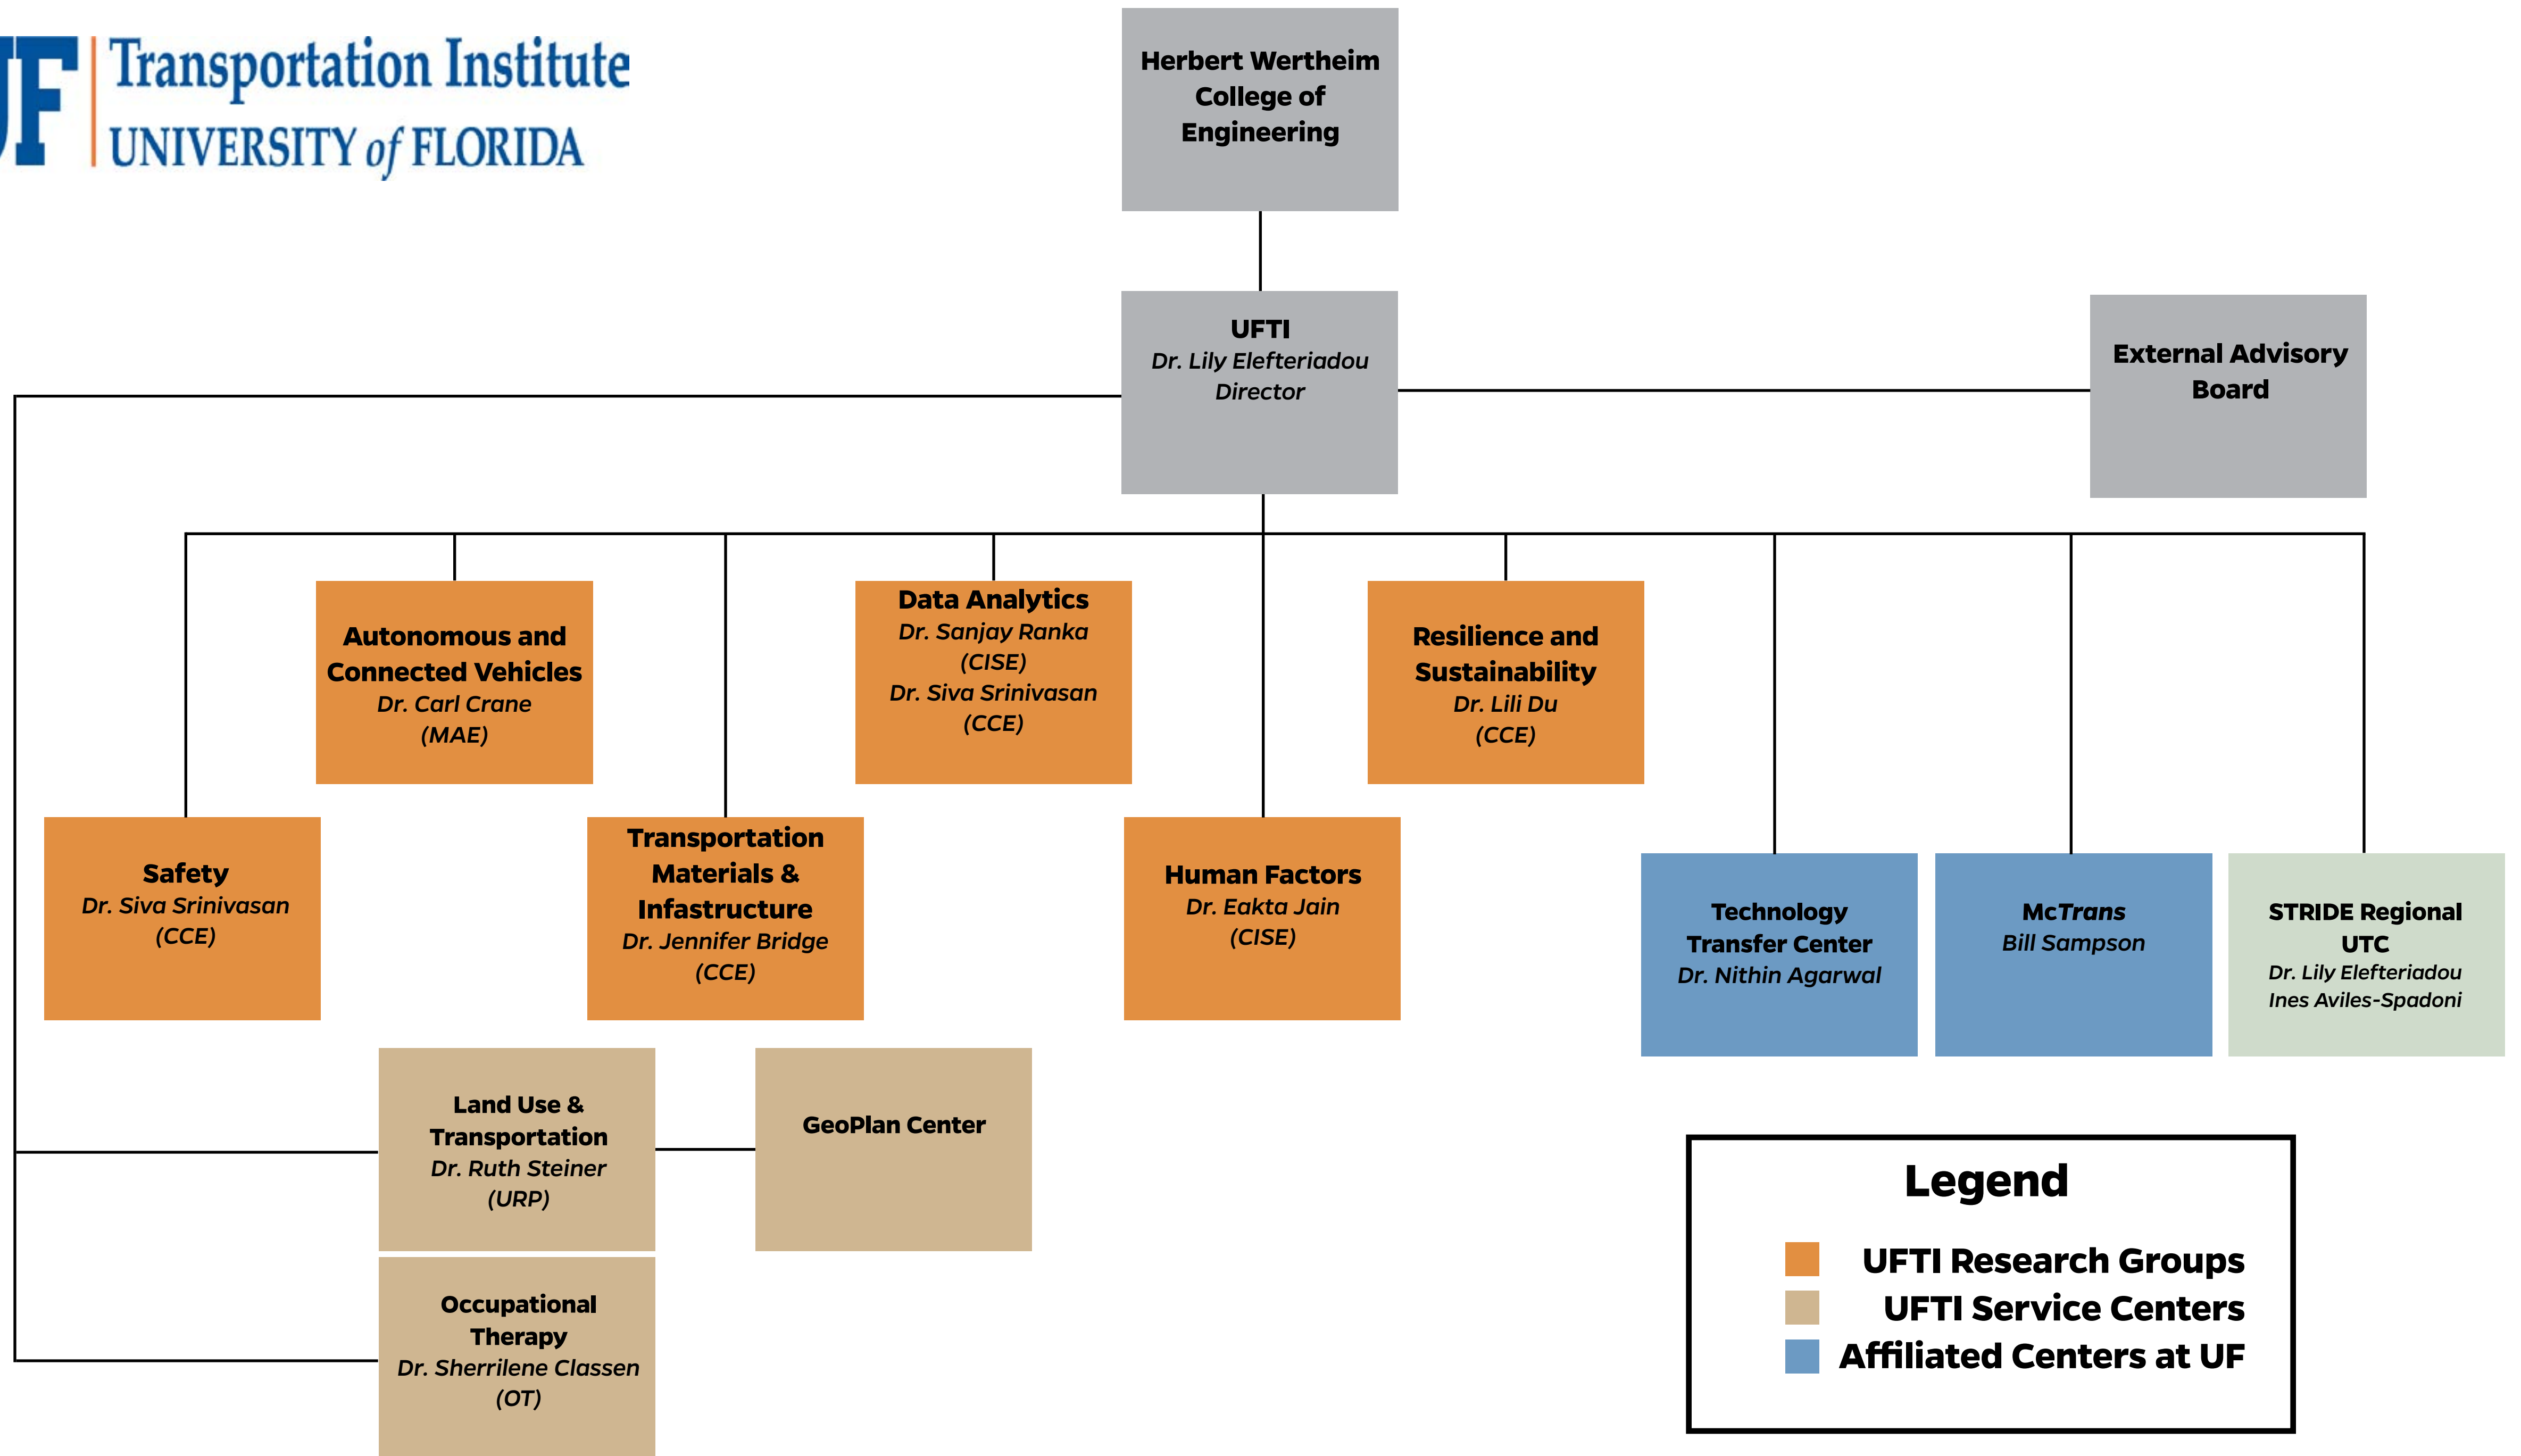 UF Transportation Institute
UNIVERSITY of FLORIDA
Herbert Wertheim
College of
Engineering
UFTI
Dr. Lily Elefteriadou
Director
External Advisory
Board
Autonomous and
Connected Vehicles
Dr. Carl Crane
(MAE)
Data Analytics
Dr. Sanjay Ranka
(CISE)
Dr. Siva Srinivasan
(CCE)
Resilience and
Sustainability
Dr. Lili Du
(CCE)
Safety
Dr. Siva Srinivasan
(CCE)
Transportation
Materials &
Infastructure
Dr. Jennifer Bridge
(CCE)
Human Factors
Dr. Eakta Jain
(CISE)
Technology
Transfer Center
Dr. Nithin Agarwal
McTrans
Bill Sampson
STRIDE Regional
UTC
Dr. Lily Elefteriadou
Ines Aviles-Spadoni
Land Use &
Transportation
Dr. Ruth Steiner
(URP)
GeoPlan Center
Occupational
Therapy
Dr. Sherrilene Classen
(OT)
Legend
UFTI Research Groups
UFTI Service Centers
Affiliated Centers at UF